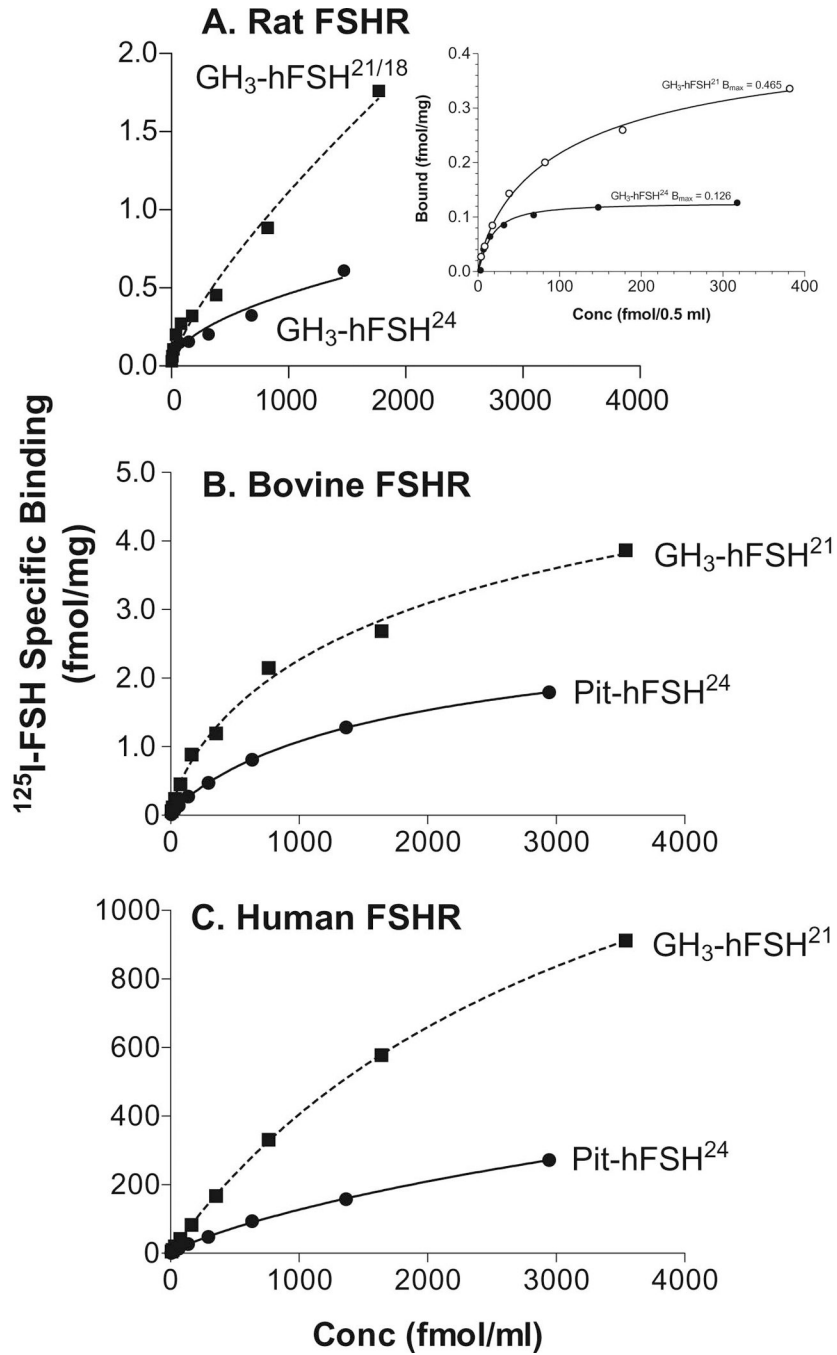 A. Rat FSHR
2.0
1.5
1.0
0.5
0.0
GH₃-hFSH²¹/¹⁸
GH₃-hFSH²⁴
0
1000
2000
3000
4000
Bound (fmol/mg)
0.4
0.3
0.2
0.1
0.0
GH₃-hFSH²¹ Bₘₐₓ = 0.465
GH₃-hFSH²⁴ Bₘₐₓ = 0.126
0
100
200
300
400
Conc (fmol/0.5 ml)
¹²⁵I-FSH Specific Binding
(fmol/mg)
B. Bovine FSHR
5.0
4.0
3.0
2.0
1.0
0
GH₃-hFSH²¹
Pit-hFSH²⁴
0
1000
2000
3000
4000
C. Human FSHR
1000
800
600
400
200
0
GH₃-hFSH²¹
Pit-hFSH²⁴
0
1000
2000
3000
4000
Conc (fmol/ml)